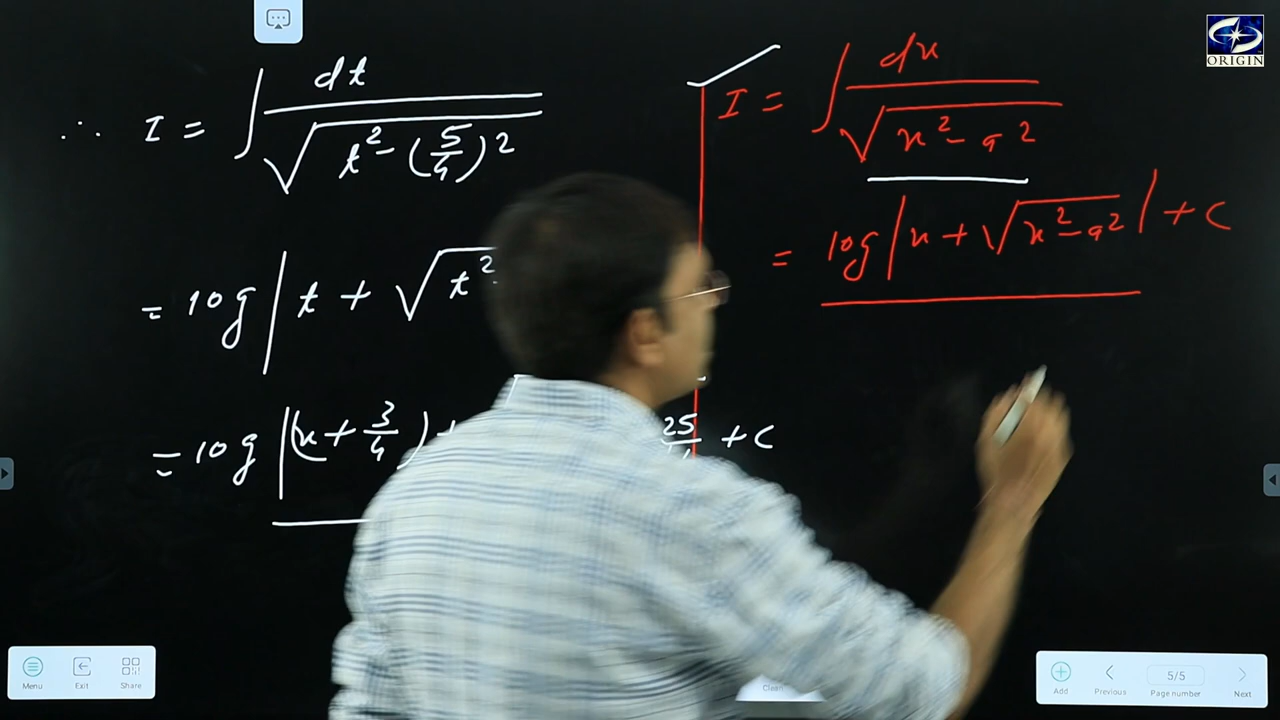 ∴ I = ∫ dt / √(t² - (5/4)²)
= log | t + √(t²
= log |(x + 3/4) + 25 + c
I = ∫ dx / √(x² - a²)
= log | x + √(x² - a²) | + c
ORIGIN
Menu Exit Share
Clean
Add Previous 5/5 Page number Next